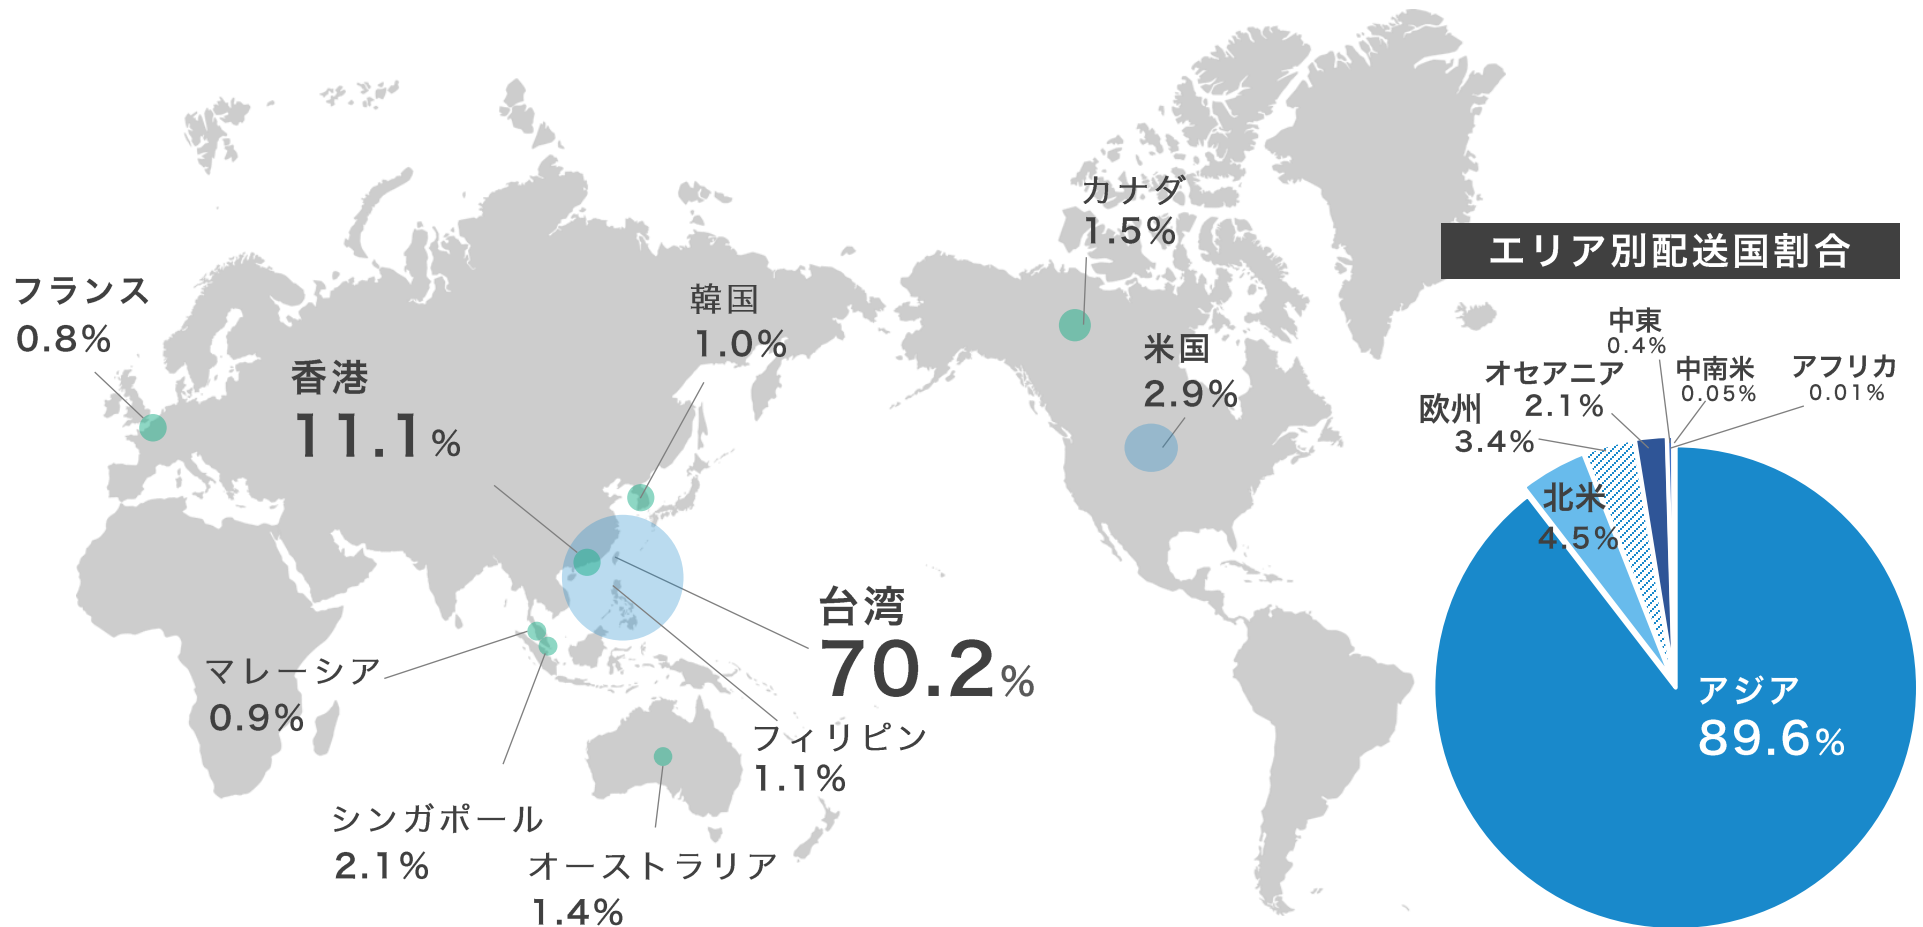 フランス
0.8%
香港
11.1%
韓国
1.0%
カナダ
1.5%
米国
2.9%
台湾
70.2%
フィリピン
1.1%
マレーシア
0.9%
シンガポール
2.1%
オーストラリア
1.4%
エリア別配送国割合
中東
0.4%
中南米
0.05%
アフリカ
0.01%
オセアニア
2.1%
欧州
3.4%
北米
4.5%
アジア
89.6%